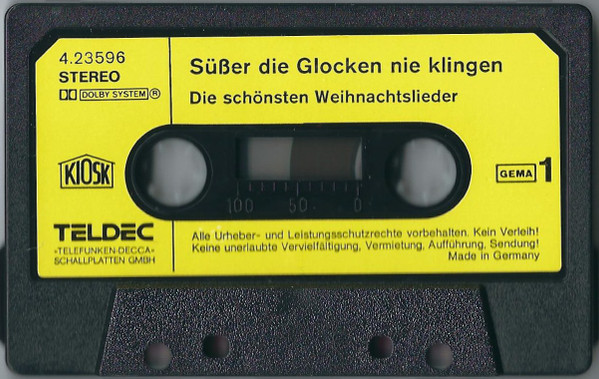 4.23596
STEREO
DOLBY SYSTEM®
Süßer die Glocken nie klingen
Die schönsten Weihnachtslieder
KIOSK
GEMA 1
100 50 0
TELDEC
»TELEFUNKEN-DECCA«
SCHALLPLATTEN GMBH
Alle Urheber- und Leistungsschutzrechte vorbehalten. Kein Verleih!
Keine unerlaubte Vervielfältigung, Vermietung, Aufführung, Sendung!
Made in Germany